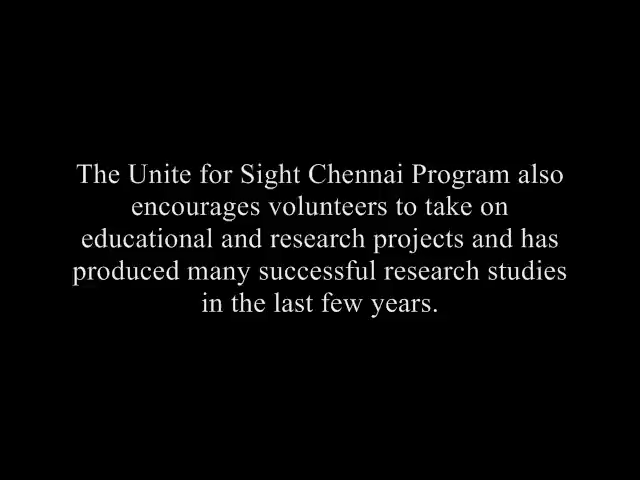 The Unite for Sight Chennai Program also
encourages volunteers to take on
educational and research projects and has
produced many successful research studies
in the last few years.